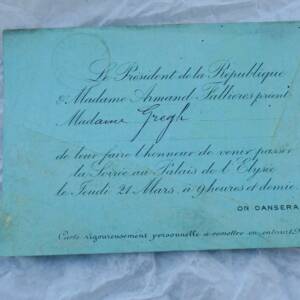 Le Président de la République
& Madame Armand Fallières prient
Madame Gregh
de leur faire l'honneur de venir passer
la Soirée au Palais de l'Elysée
le Jeudi 21 Mars, à 9 heures et demie.
ON DANSERA
Carte rigoureusement personnelle à remettre en entrant